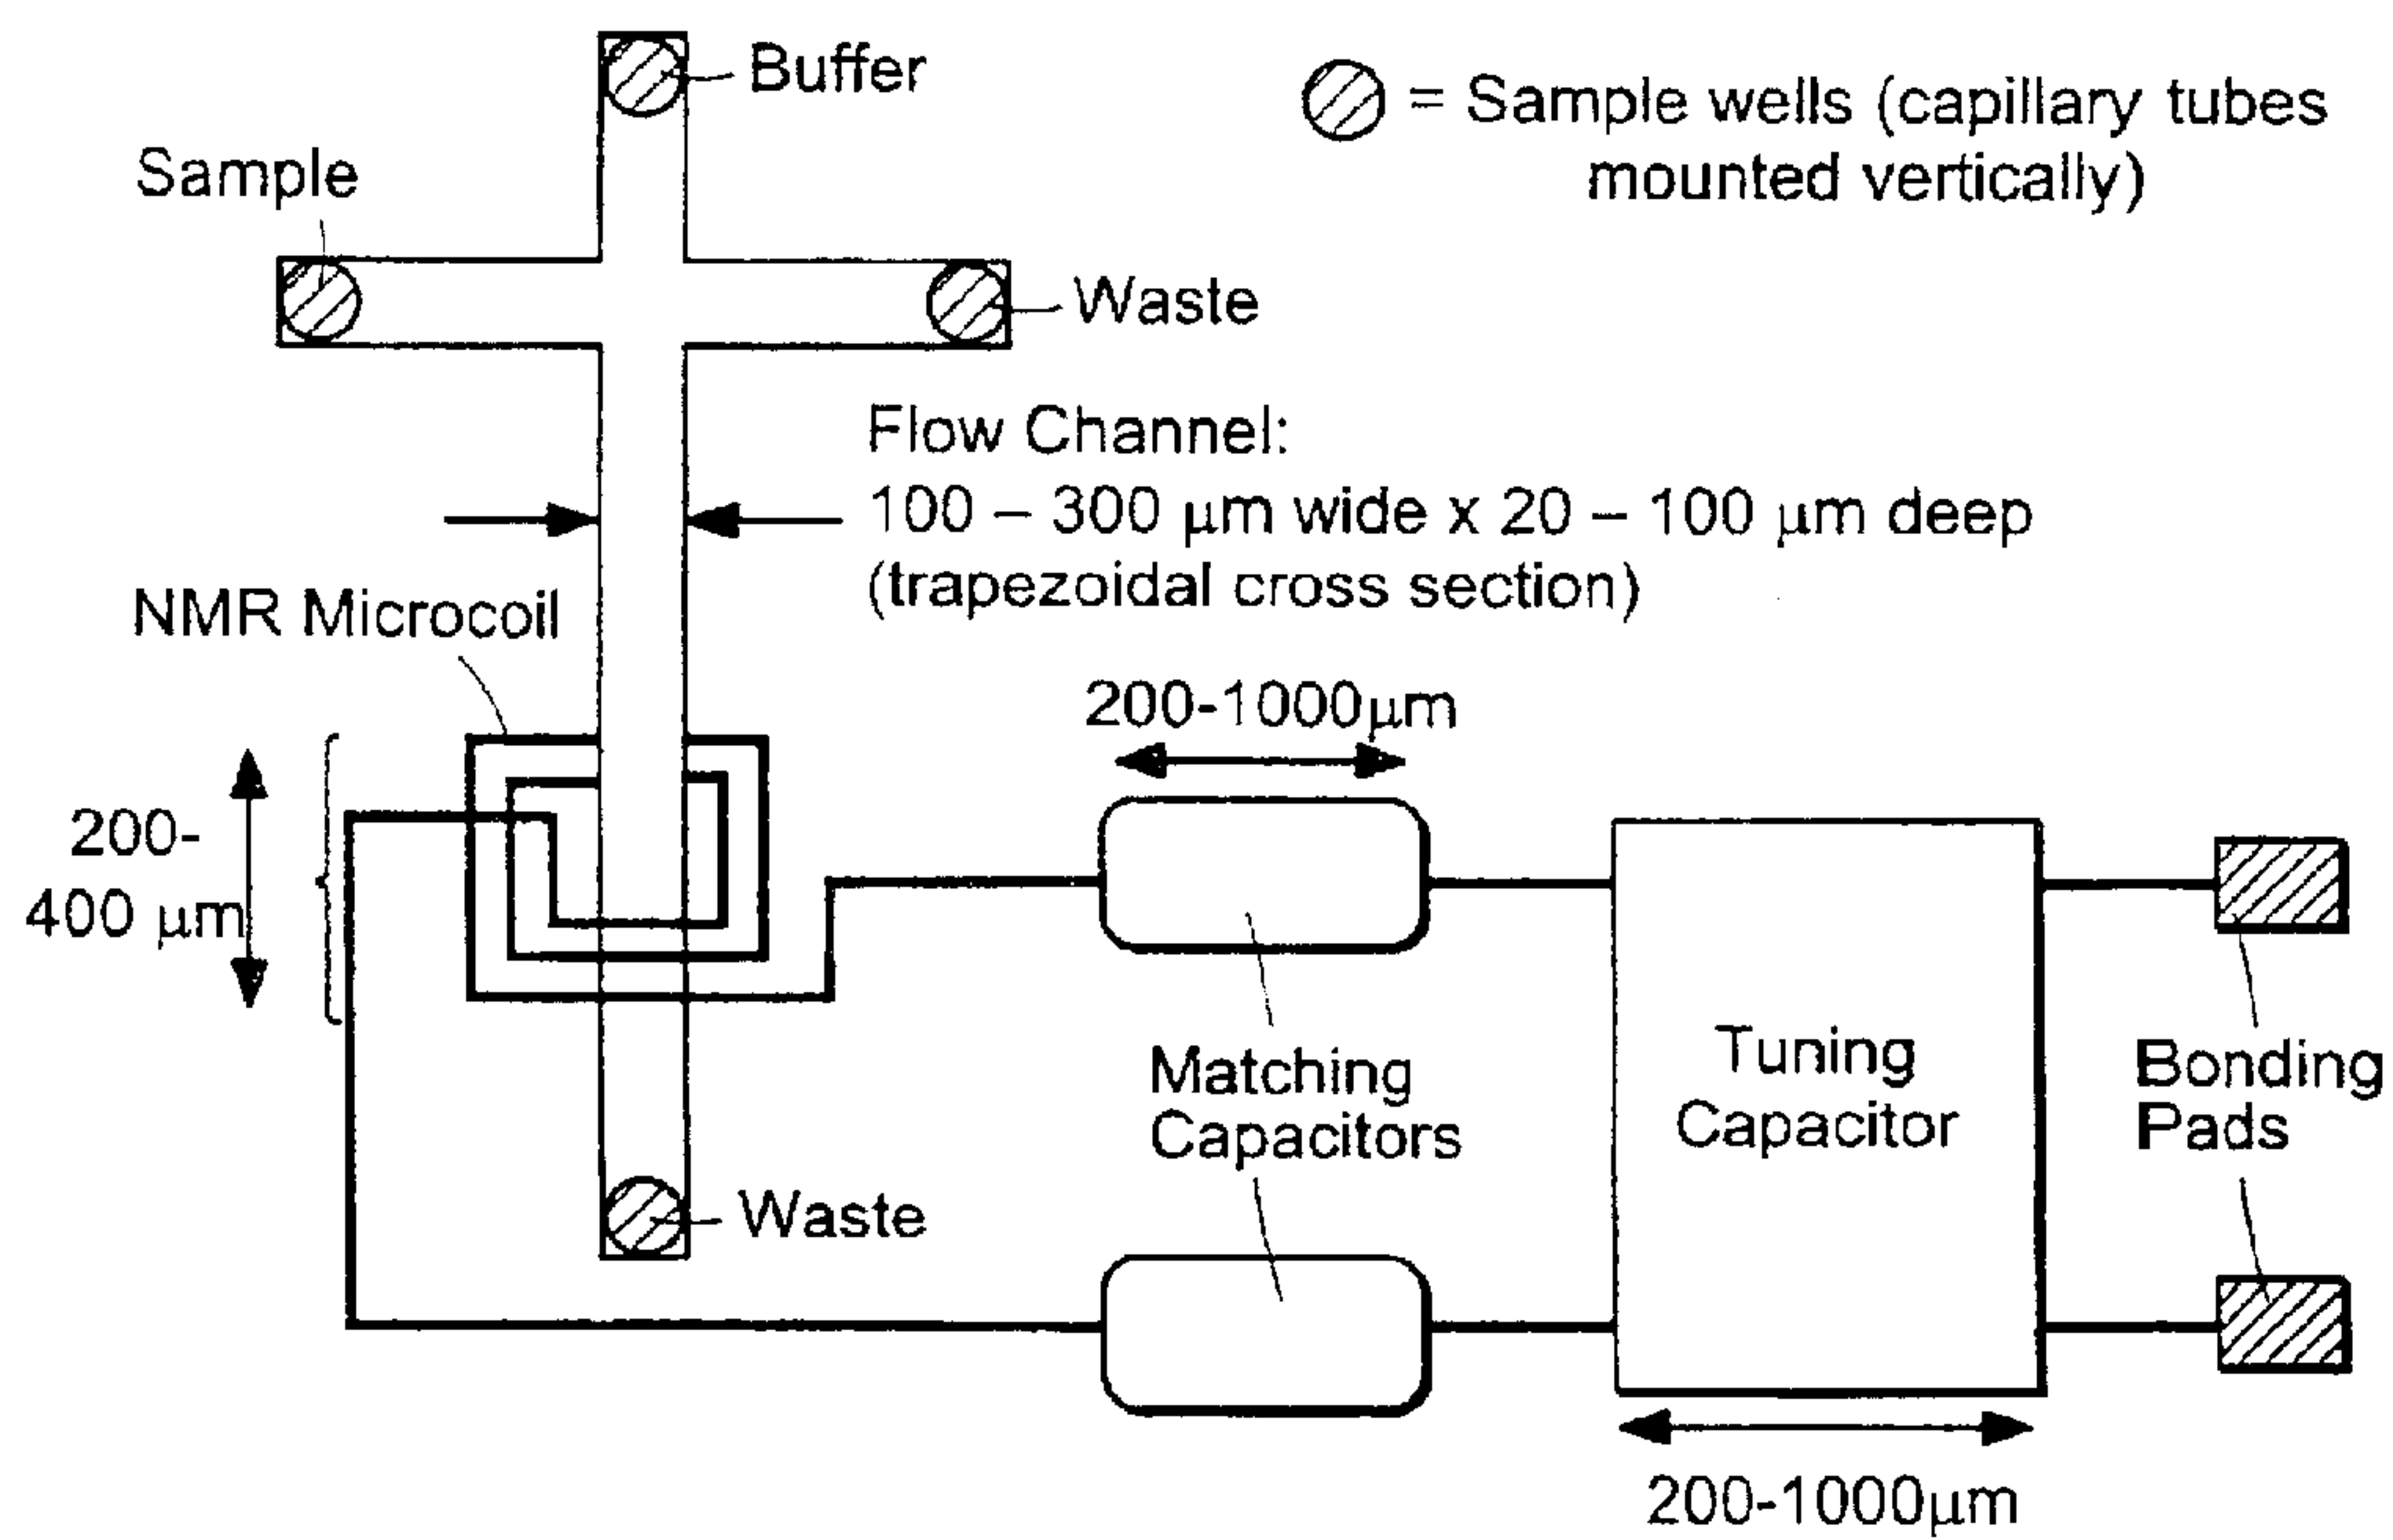 Buffer
= Sample wells (capillary tubes
mounted vertically)
Sample
Waste
Flow Channel:
100 – 300 μm wide x 20 – 100 μm deep
(trapezoidal cross section)
NMR Microcoil
200-1000μm
200-
400 μm
Matching
Capacitors
Tuning
Capacitor
Bonding
Pads
Waste
200-1000μm